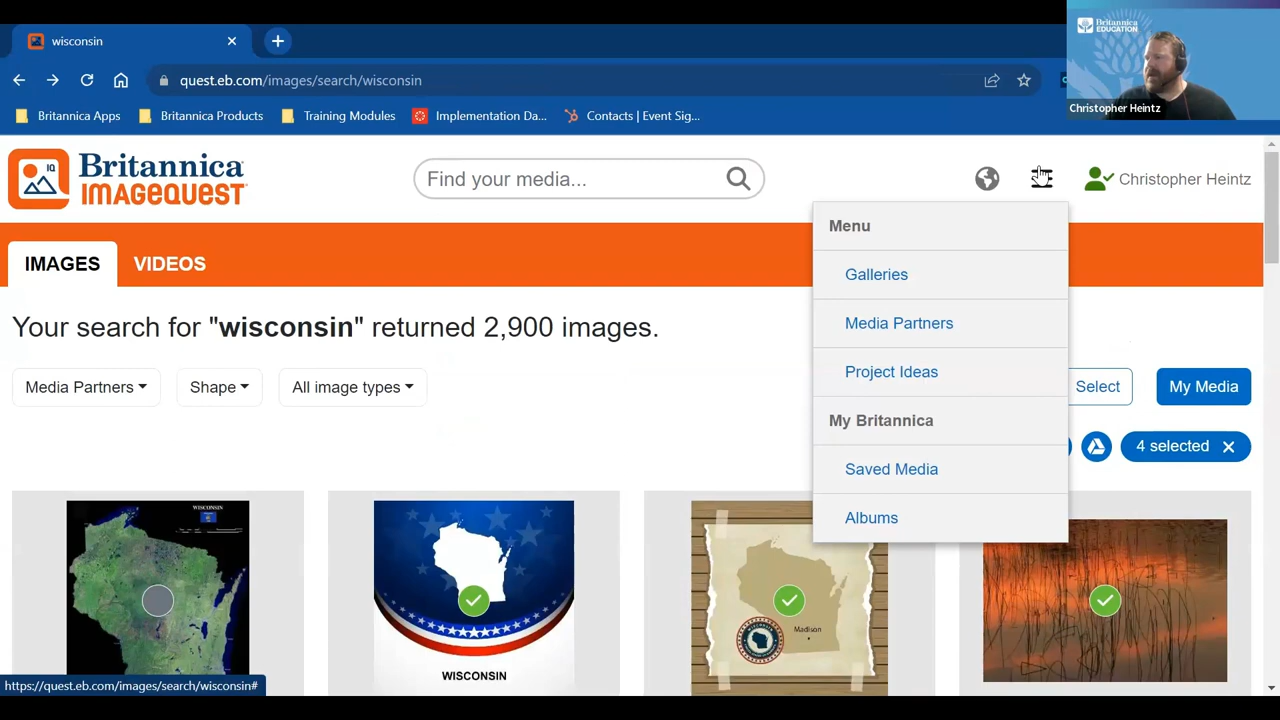 wisconsin
Britannica EDUCATION
quest.eb.com/images/search/wisconsin
Christopher Heintz
Britannica Apps
Britannica Products
Training Modules
Implementation Da...
Contacts | Event Sig...
IQ
Britannica
IMAGEQUEST
Find your media...
Christopher Heintz
Menu
IMAGES
VIDEOS
Galleries
Your search for "wisconsin" returned 2,900 images.
Media Partners
Project Ideas
Media Partners
Shape
All image types
Select
My Media
My Britannica
4 selected
Saved Media
Albums
WISCONSIN
Madison
WISCONSIN
https://quest.eb.com/images/search/wisconsin#